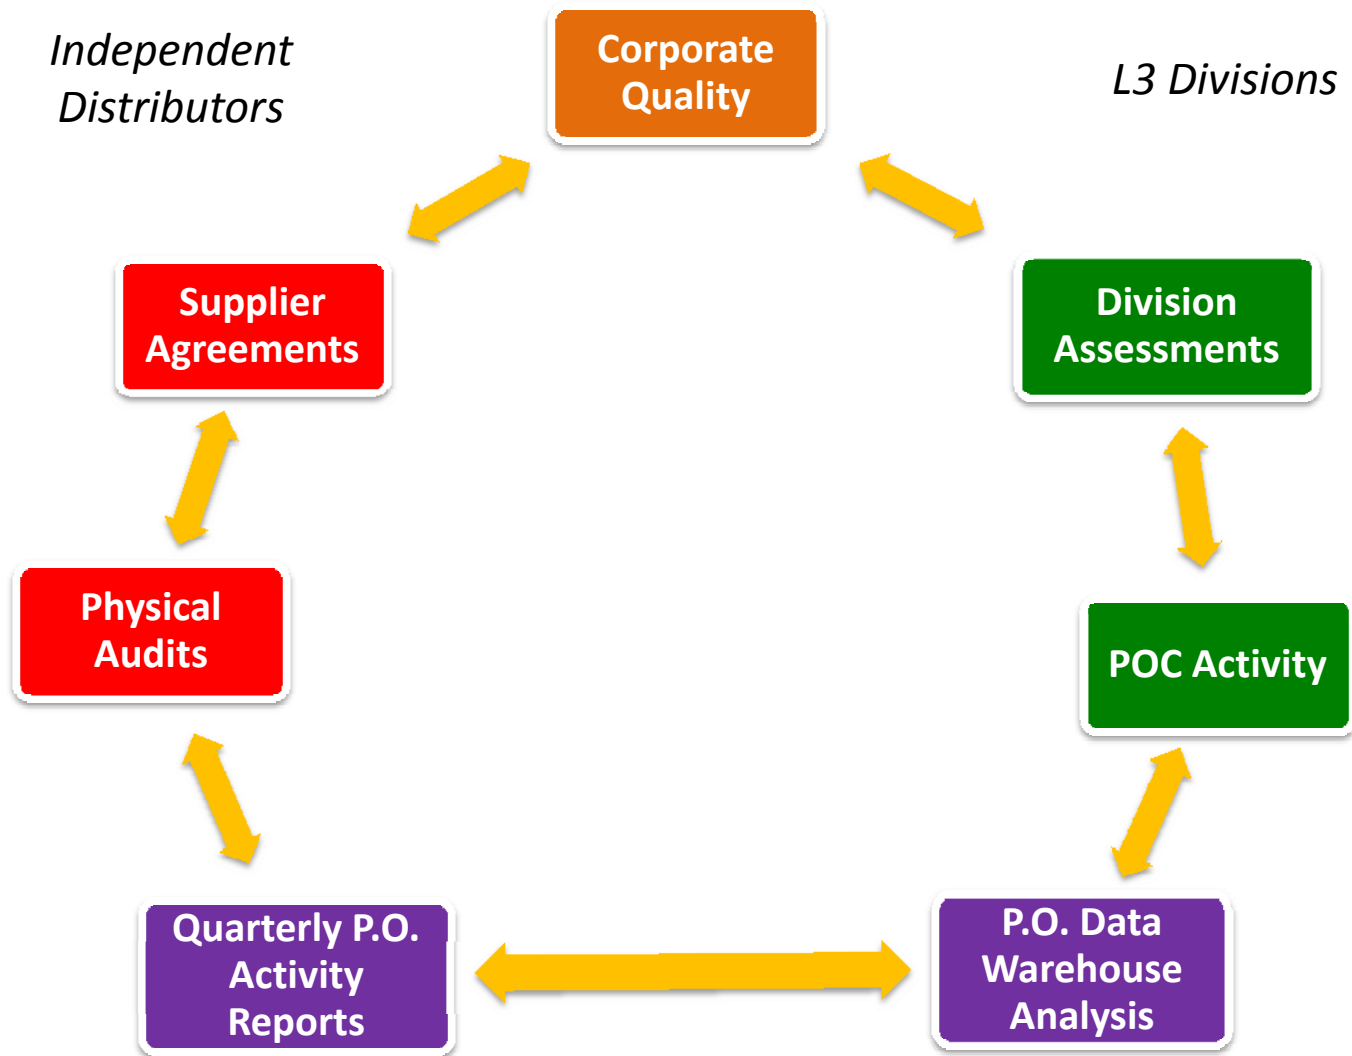 Independent
Distributors
Corporate
Quality
L3 Divisions
Supplier
Agreements
Division
Assessments
Physical
Audits
POC Activity
Quarterly P.O.
Activity
Reports
P.O. Data
Warehouse
Analysis